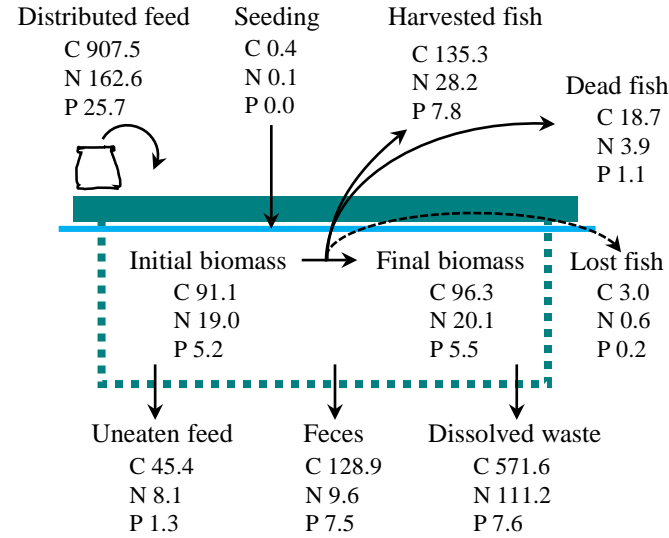 Distributed feed
C 907.5
N 162.6
P 25.7
Seeding
C 0.4
N 0.1
P 0.0
Harvested fish
C 135.3
N 28.2
P 7.8
Dead fish
C 18.7
N 3.9
P 1.1
Initial biomass
C 91.1
N 19.0
P 5.2
Final biomass
C 96.3
N 20.1
P 5.5
Lost fish
C 3.0
N 0.6
P 0.2
Uneaten feed
C 45.4
N 8.1
P 1.3
Feces
C 128.9
N 9.6
P 7.5
Dissolved waste
C 571.6
N 111.2
P 7.6